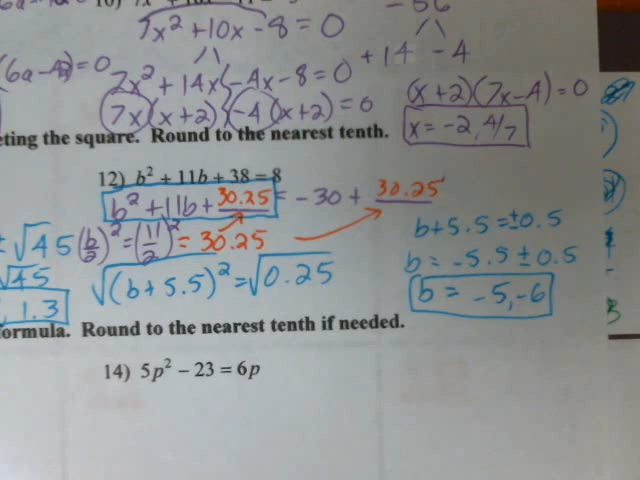 -56
7x² + 10x - 8 = 0
+14 -4
= 0
7x² + 14x - 4x - 8 = 0
(x + 2)(7x - 4) = 0
7x(x + 2) - 4(x + 2) = 0
x = -2, 4/7
eting the square. Round to the nearest tenth.
12) b² + 11b + 38 = 8
b² + 11b + 30.25 = -30 + 30.25
± √45
(b/2)² = (11/2)² = 30.25
b + 5.5 = ±0.5
√45
√(b + 5.5)² = √0.25
b = -5.5 ± 0.5
, 1.3
b = -5, -6
ormula. Round to the nearest tenth if needed.
14) 5p² − 23 = 6p